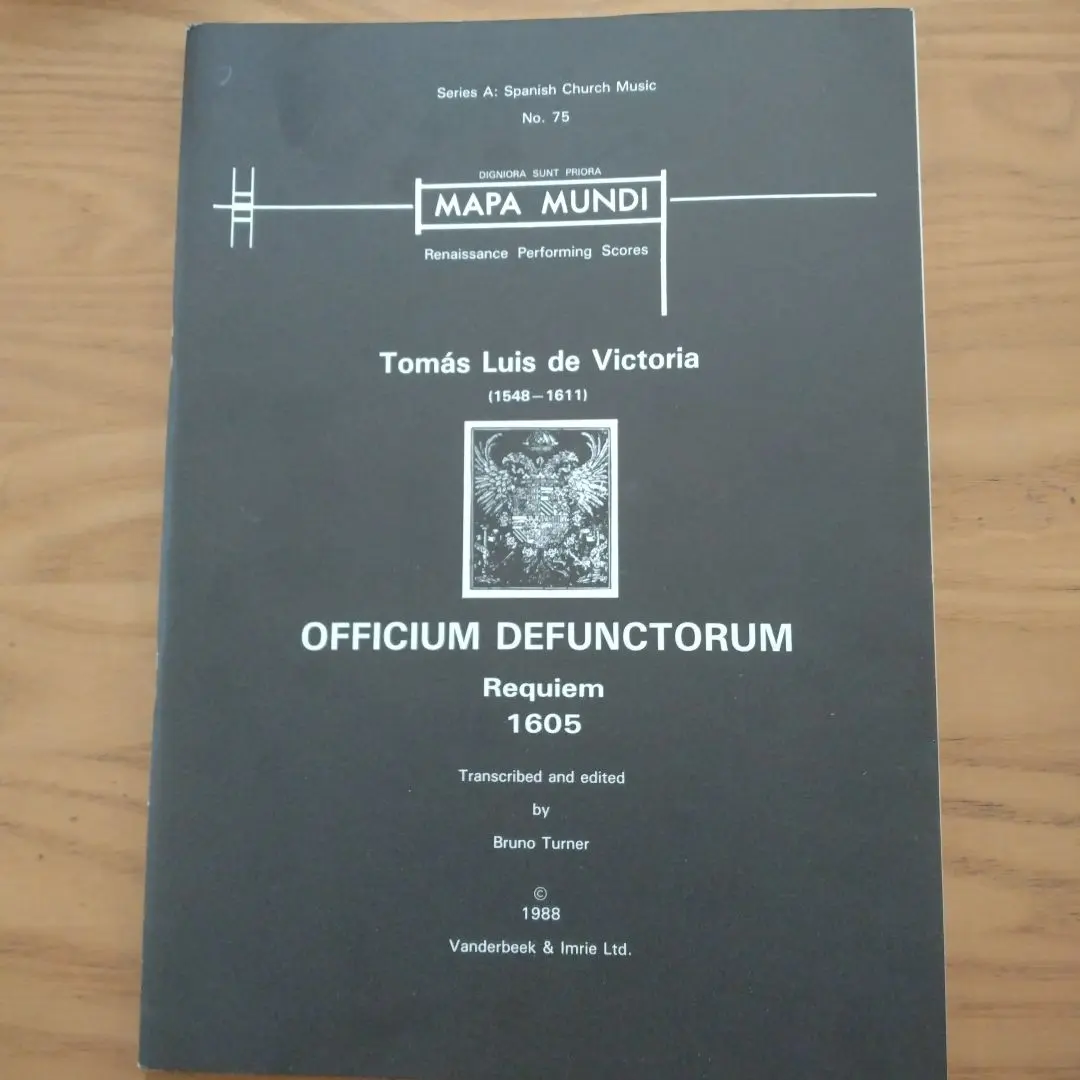 Series A: Spanish Church Music
No. 75
DIGNIORA SUNT PRIORA
MAPA MUNDI
Renaissance Performing Scores
Tomás Luis de Victoria
(1548–1611)
OFFICIUM DEFUNCTORUM
Requiem
1605
Transcribed and edited
by
Bruno Turner
©
1988
Vanderbeek & Imrie Ltd.